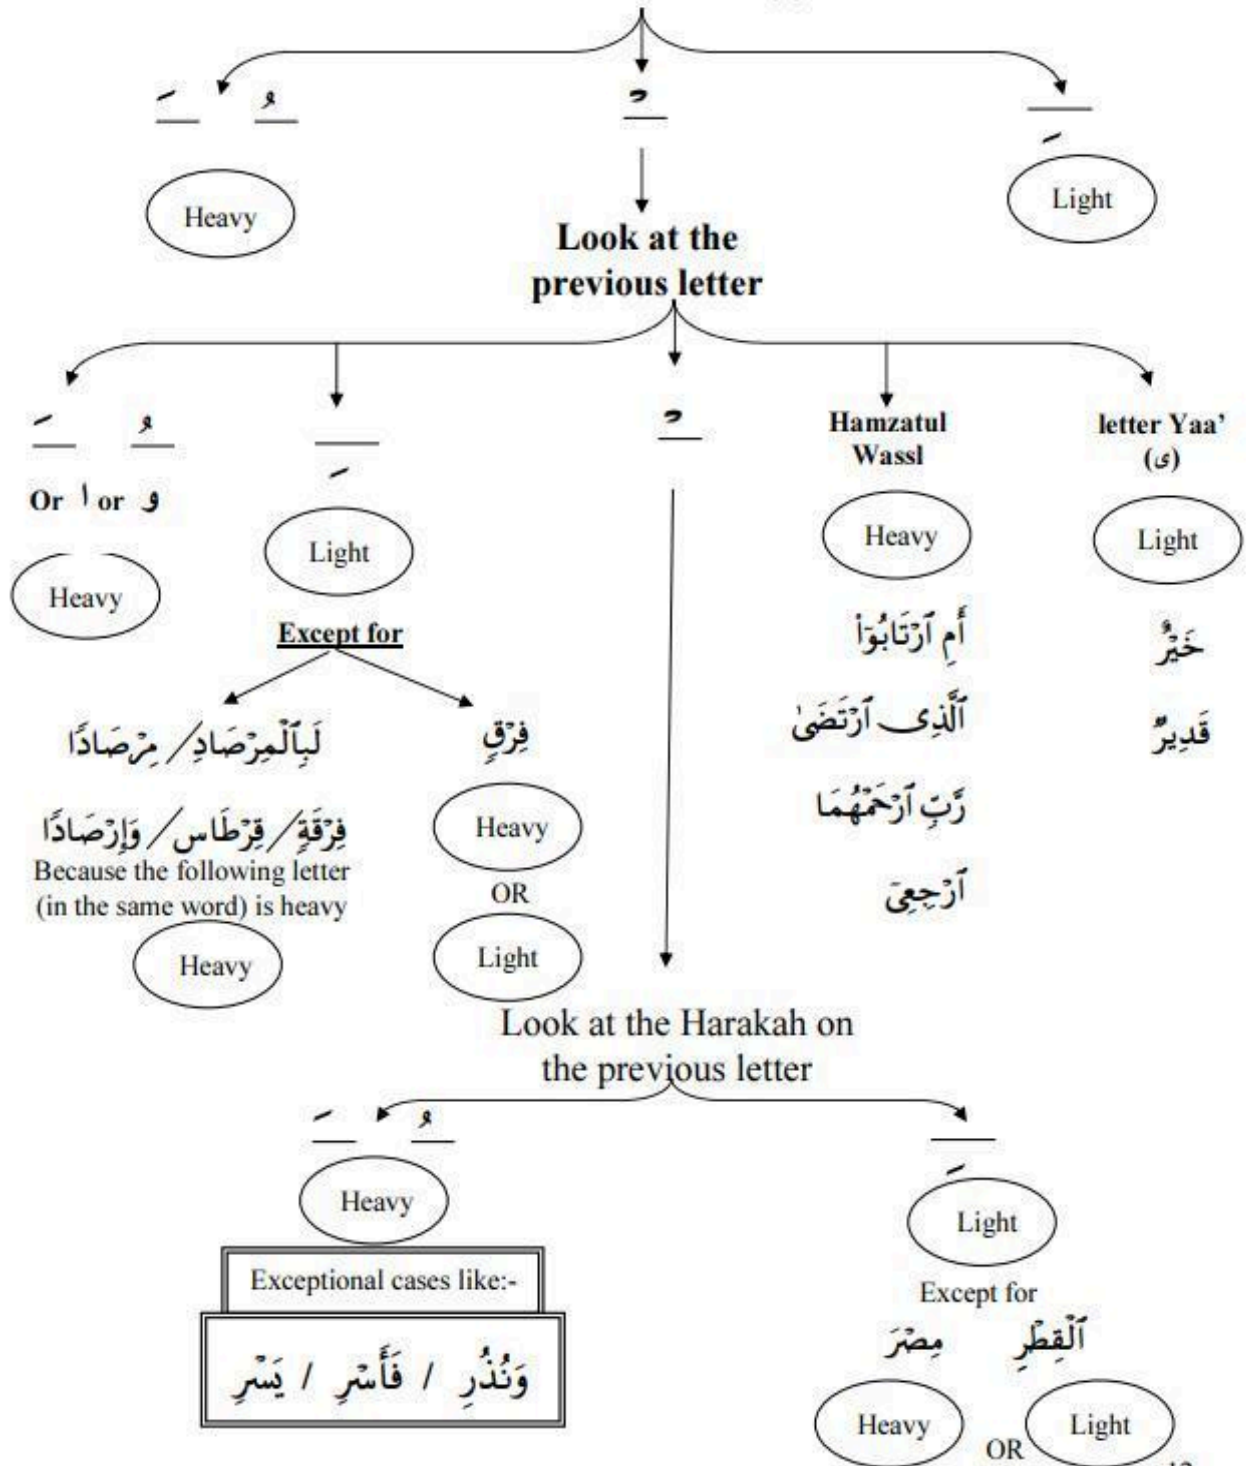 Heavy
Light
Look at the
previous letter
Or ا or و
Heavy
Light
Except for
لَبِٱلْمِرْصَادِ / مِرْصَادًا
فِرْقَةٍ / قِرْطَاس / وَإِرْصَادًا
Because the following letter
(in the same word) is heavy
Heavy
فِرْقٍ
Heavy
OR
Light
Hamzatul
Wassl
Heavy
أَمِ ٱرْتَابُوٓا۟
ٱلَّذِى ٱرْتَضَىٰ
رَّبِّ ٱرْحَمْهُمَا
ٱرْجِعِىٓ
letter Yaa’
(ى)
Light
خَيْرٌ
قَدِيرٌ
Look at the Harakah on
the previous letter
Heavy
Exceptional cases like:-
وَنُذُرِ / فَأَسْرِ / يَسْرِ
Light
Except for
ٱلْقِطْرِ مِصْرَ
Heavy OR Light